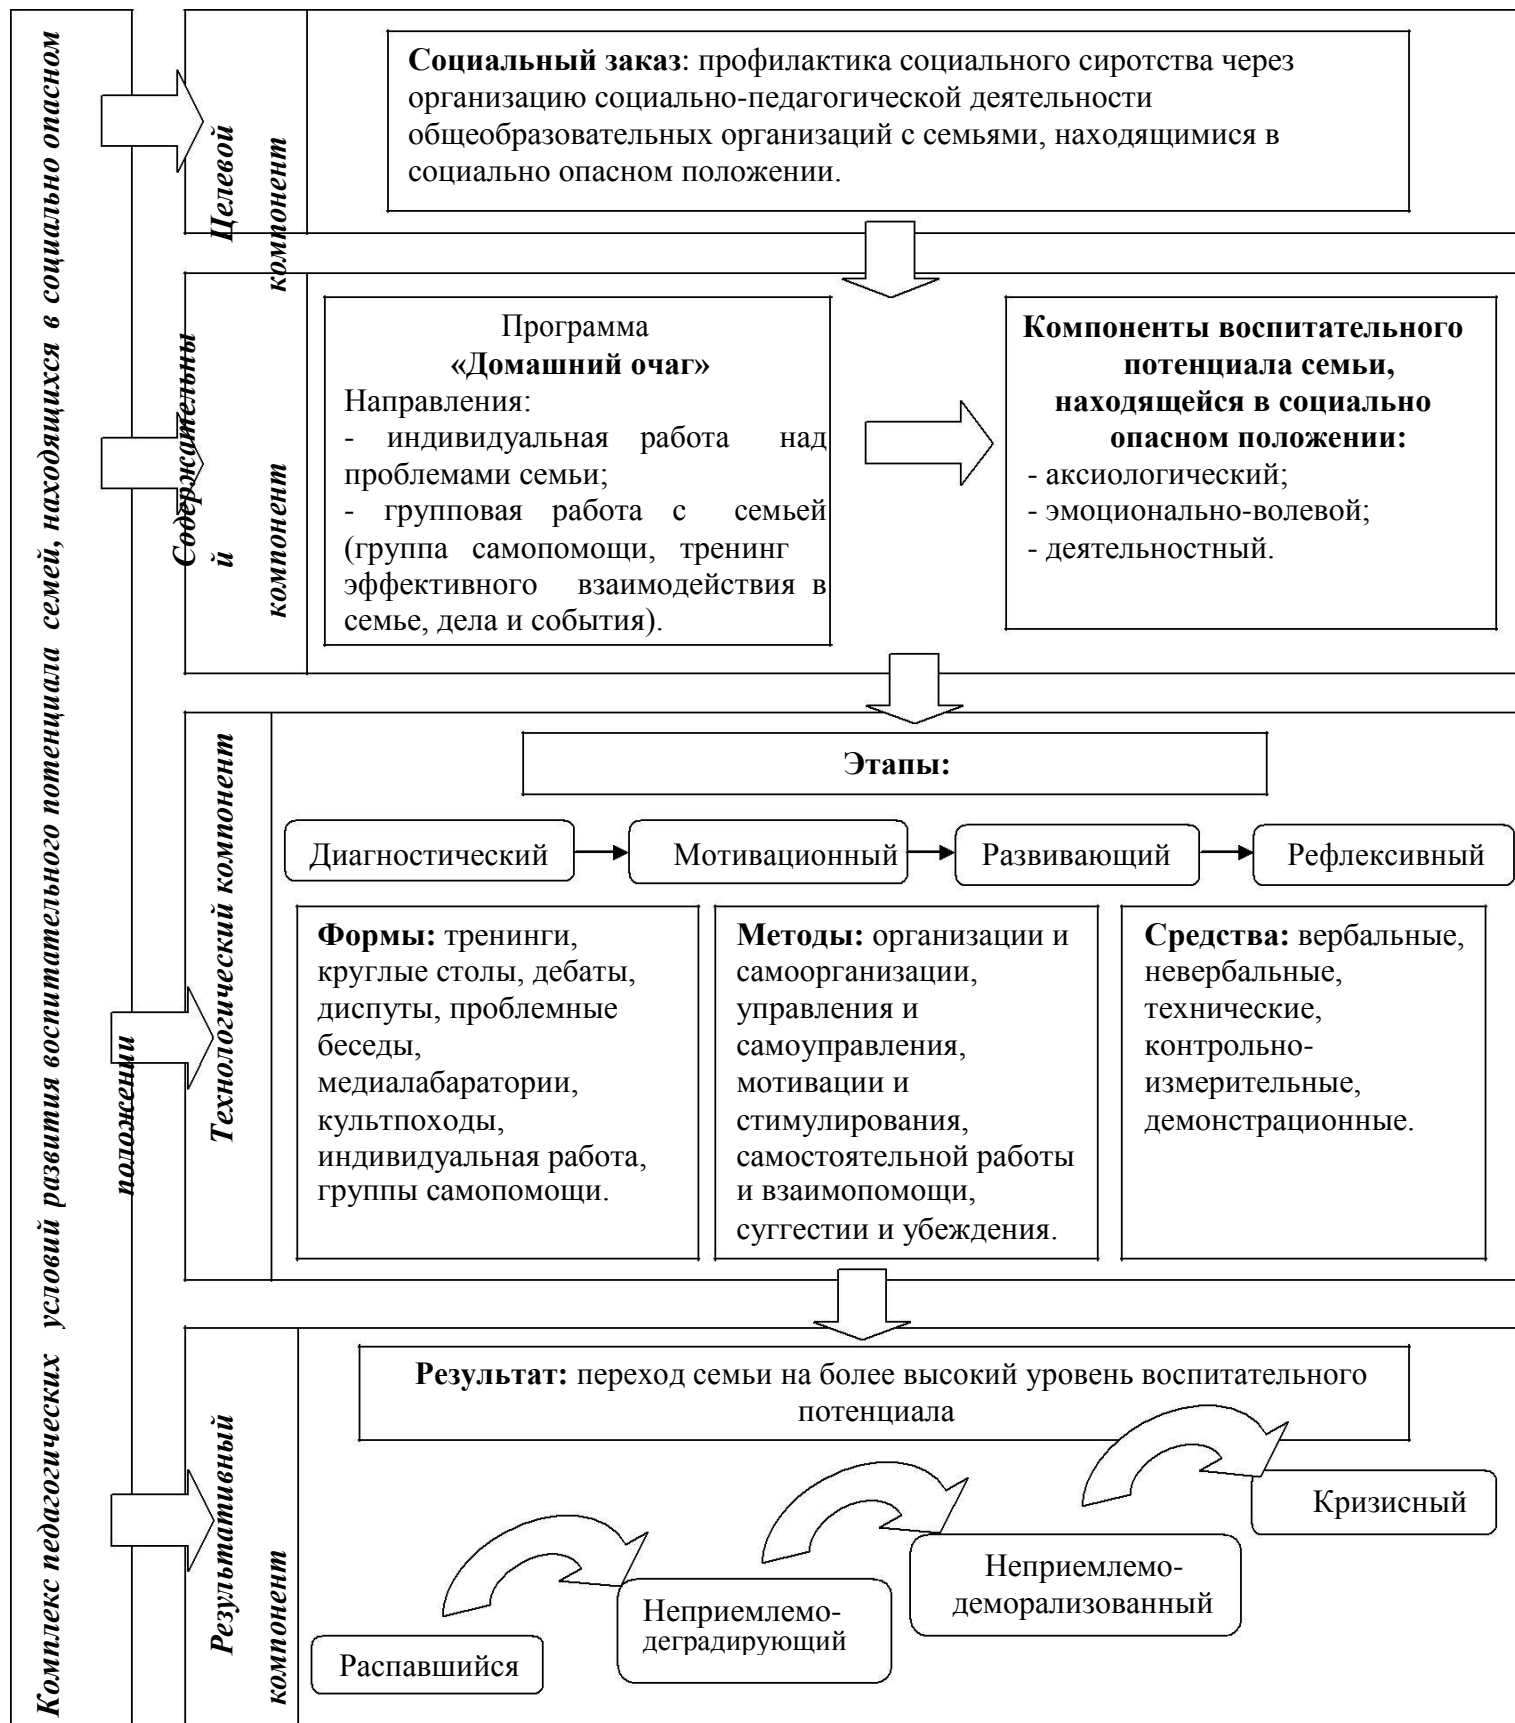 Комплекс педагогических условий развития воспитательного потенциала семей, находящихся в социально опасном
положении
Целевой
компонент
Социальный заказ: профилактика социального сиротства через
организацию социально-педагогической деятельности
общеобразовательных организаций с семьями, находящимися в
социально опасном положении.
Содержательны
й
компонент
Программа
«Домашний очаг»
Направления:
- индивидуальная работа над
проблемами семьи;
- групповая работа с семьей
(группа самопомощи, тренинг
эффективного взаимодействия в
семье, дела и события).
Компоненты воспитательного
потенциала семьи,
находящейся в социально
опасном положении:
- аксиологический;
- эмоционально-волевой;
- деятельностный.
Технологический компонент
Этапы:
Диагностический
Мотивационный
Развивающий
Рефлексивный
Формы: тренинги,
круглые столы, дебаты,
диспуты, проблемные
беседы,
медиалабаратории,
культпоходы,
индивидуальная работа,
группы самопомощи.
Методы: организации и
самоорганизации,
управления и
самоуправления,
мотивации и
стимулирования,
самостоятельной работы
и взаимопомощи,
суггестии и убеждения.
Средства: вербальные,
невербальные,
технические,
контрольно-
измерительные,
демонстрационные.
Результативный
компонент
Результат: переход семьи на более высокий уровень воспитательного
потенциала
Распавшийся
Неприемлемо-
деградирующий
Неприемлемо-
деморализованный
Кризисный